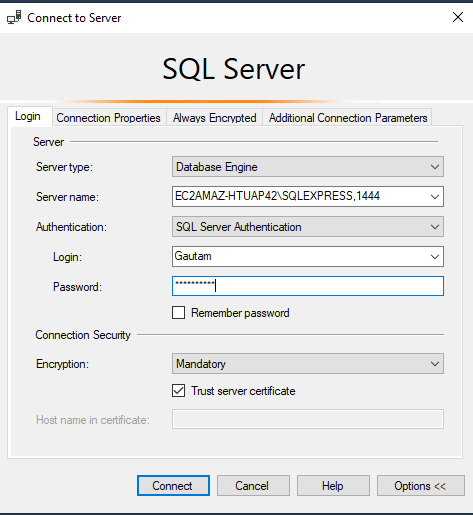 Connect to Server
SQL Server
Login Connection Properties Always Encrypted Additional Connection Parameters
Server
Server type: Database Engine
Server name: EC2AMAZ-HTUAP42\SQLEXPRESS,1444
Authentication: SQL Server Authentication
Login: Gautam
Password: **********
Remember password
Connection Security
Encryption: Mandatory
Trust server certificate
Host name in certificate:
Connect Cancel Help Options <<